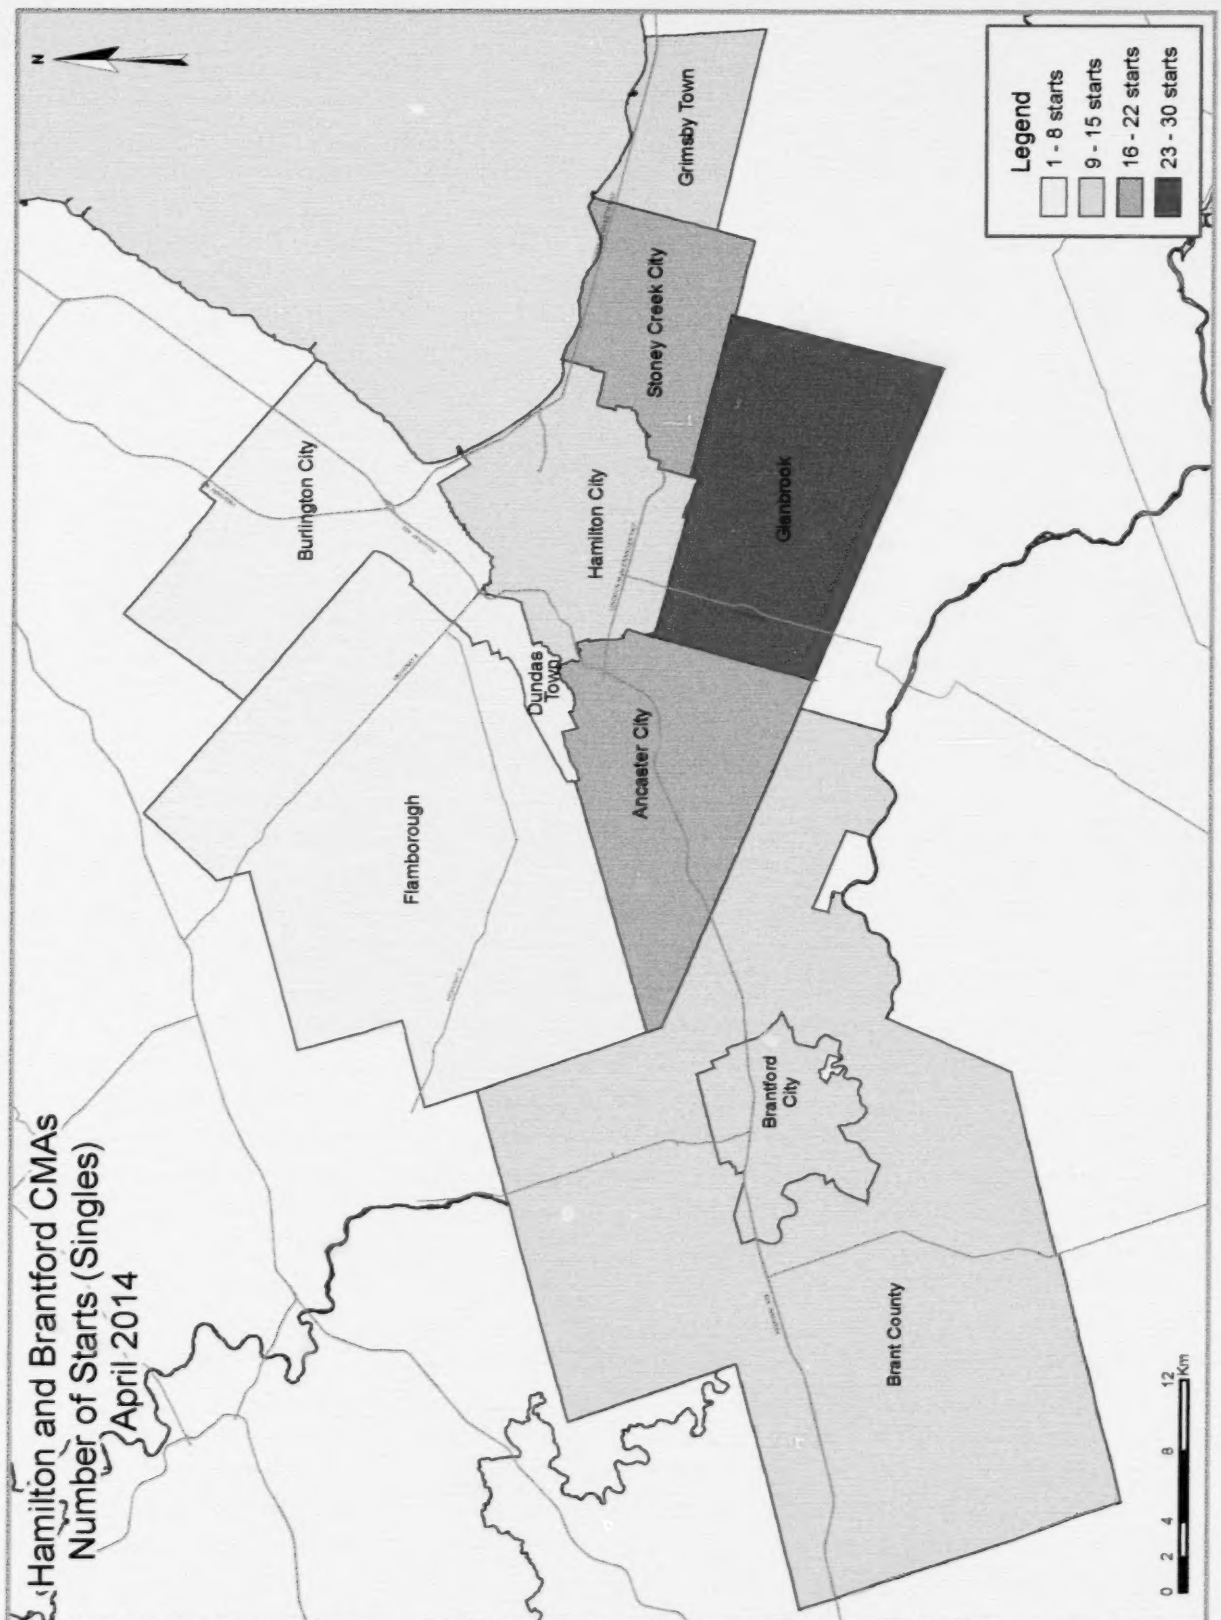 Hamilton and Brantford CMAs
Number of Starts (Singles)
April 2014
N
Burlington City
Flamborough
Dundas
Town
Hamilton City
Stoney Creek City
Grimsby Town
Ancaster City
Glanbrook
Brantford
City
Brant County
Legend
1 - 8 starts
9 - 15 starts
16 - 22 starts
23 - 30 starts
0 2 4 8 12
Km